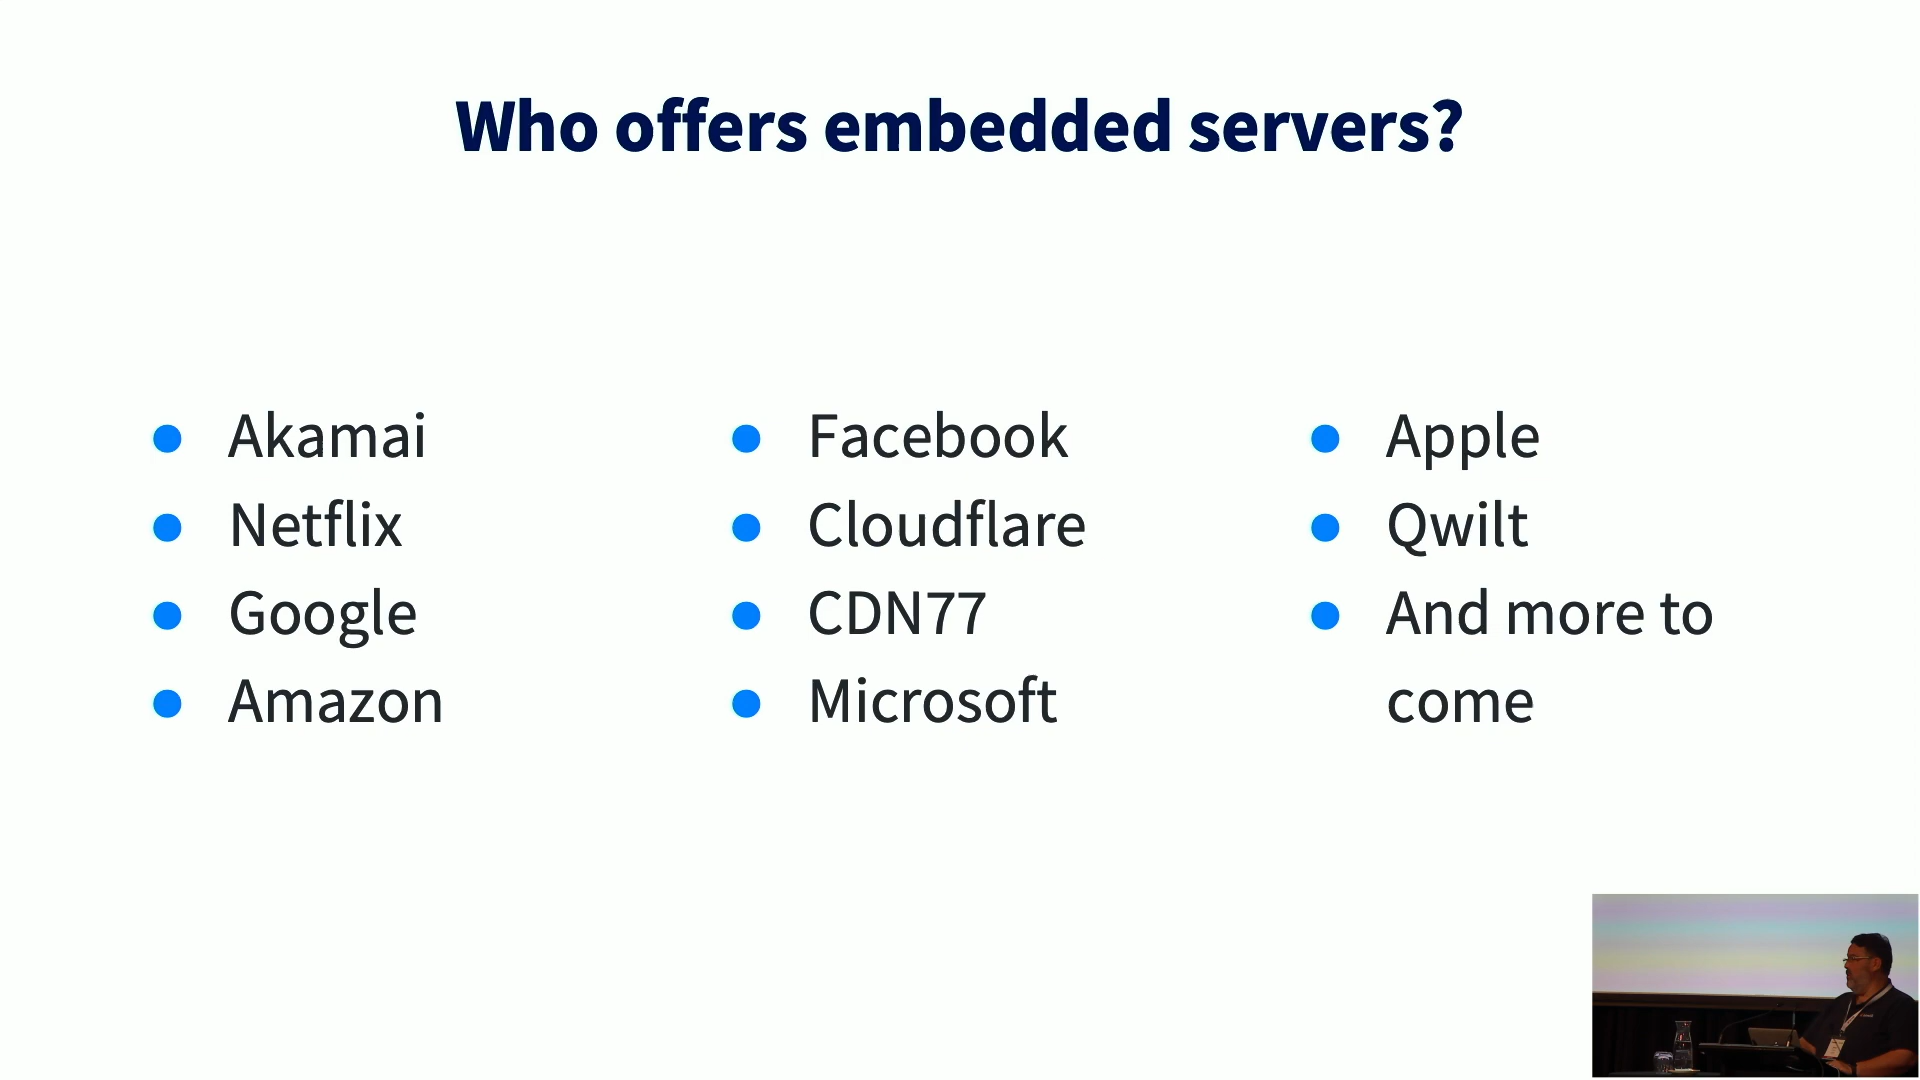 Who offers embedded servers?
Akamai
Netflix
Google
Amazon
Facebook
Cloudflare
CDN77
Microsoft
Apple
Qwilt
And more to
come